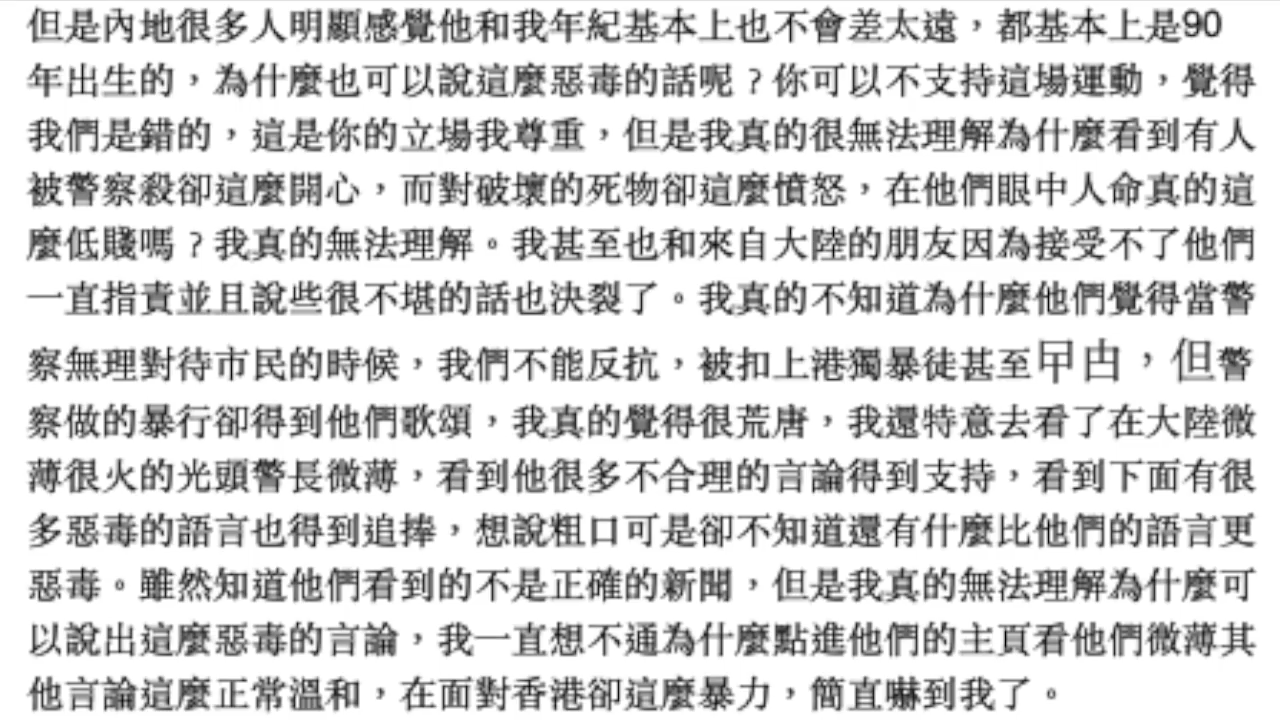 但是內地很多人明顯感覺他和我年紀基本上也不會差太遠，都基本上是90
年出生的，為什麼也可以說這麼惡毒的話呢？你可以不支持這場運動，覺得
我們是錯的，這是你的立場我尊重，但是我真的很無法理解為什麼看到有人
被警察殺卻這麼開心，而對破壞的死物卻這麼憤怒，在他們眼中人命真的這
麼低賤嗎？我真的無法理解。我甚至也和來自大陸的朋友因為接受不了他們
一直指責並且說些很不堪的話也決裂了。我真的不知道為什麼他們覺得當警
察無理對待市民的時候，我們不能反抗，被扣上港獨暴徒甚至曱甴，但警
察做的暴行卻得到他們歌頌，我真的覺得很荒唐，我還特意去看了在大陸微
薄很火的光頭警長微薄，看到他很多不合理的言論得到支持，看到下面有很
多惡毒的語言也得到追捧，想說粗口可是卻不知道還有什麼比他們的語言更
惡毒。雖然知道他們看到的不是正確的新聞，但是我真的無法理解為什麼可
以說出這麼惡毒的言論，我一直想不通為什麼點進他們的主頁看他們微薄其
他言論這麼正常溫和，在面對香港卻這麼暴力，簡直嚇到我了。